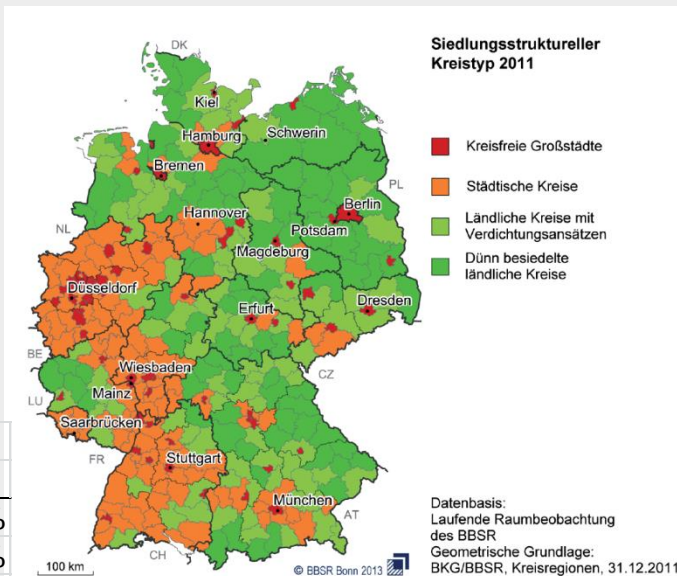 Siedlungsstruktureller
Kreistyp 2011
Kreisfreie Großstädte
Städtische Kreise
Ländliche Kreise mit
Verdichtungsansätzen
Dünn besiedelte
ländliche Kreise
DK
Kiel
Hamburg
Schwerin
Bremen
PL
Berlin
Hannover
NL
Potsdam
Magdeburg
Düsseldorf
Erfurt
Dresden
BE
Wiesbaden
CZ
Mainz
LU
Saarbrücken
FR
Stuttgart
München
AT
CH
100 km
© BBSR Bonn 2013
Datenbasis:
Laufende Raumbeobachtung
des BBSR
Geometrische Grundlage:
BKG/BBSR, Kreisregionen, 31.12.2011